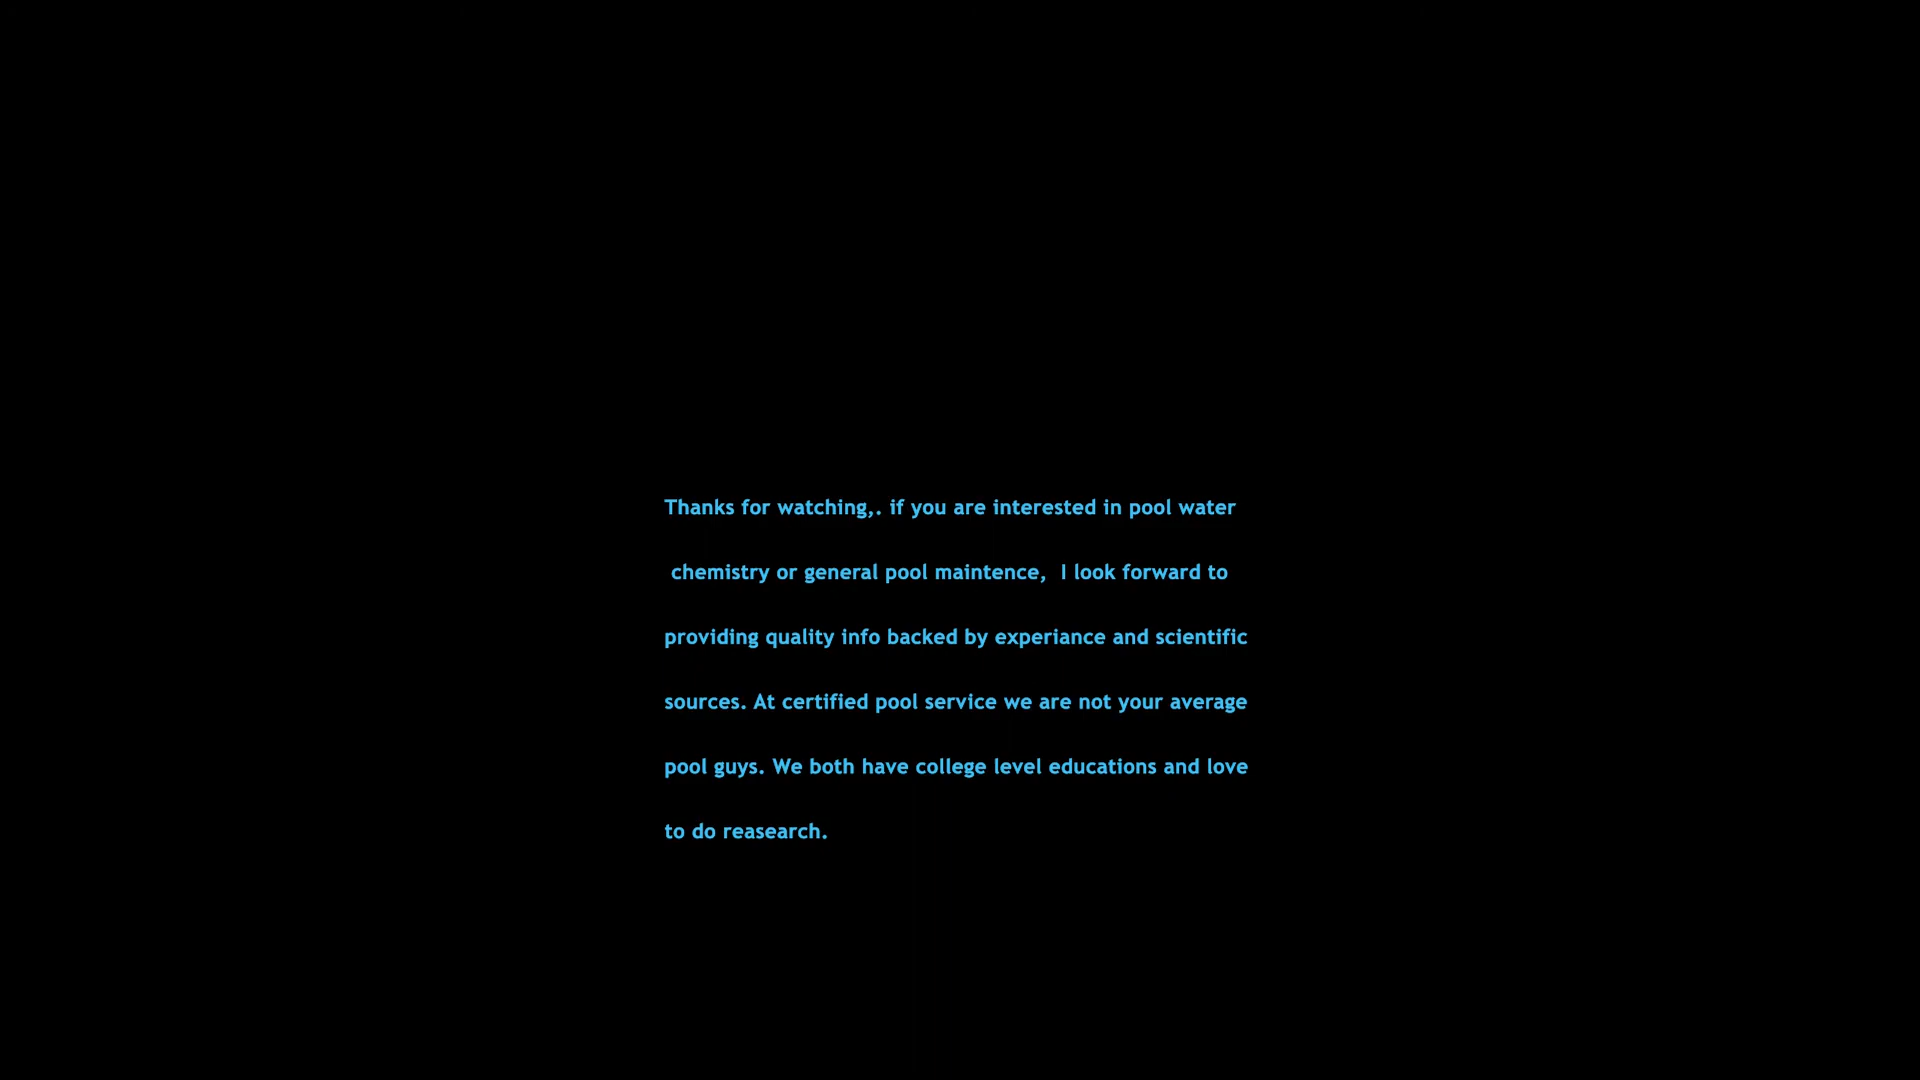 Thanks for watching,. if you are interested in pool water
chemistry or general pool maintence,  I look forward to
providing quality info backed by experiance and scientific
sources. At certified pool service we are not your average
pool guys. We both have college level educations and love
to do reasearch.